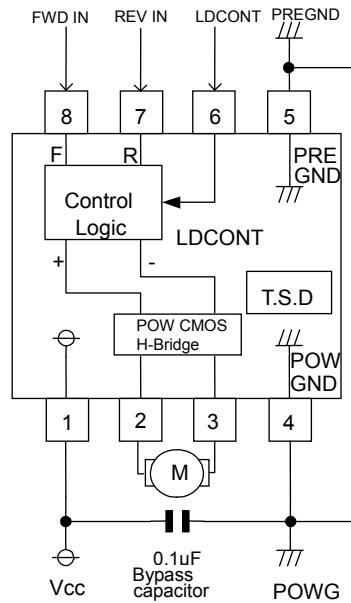 FWD IN
REV IN
LDCONT
PREGND
8
7
6
5
F
R
PRE
GND
Control
Logic
LDCONT
+
-
T.S.D
POW CMOS
H-Bridge
POW
GND
1
2
3
4
M
0.1uF
Bypass
capacitor
Vcc
POWG